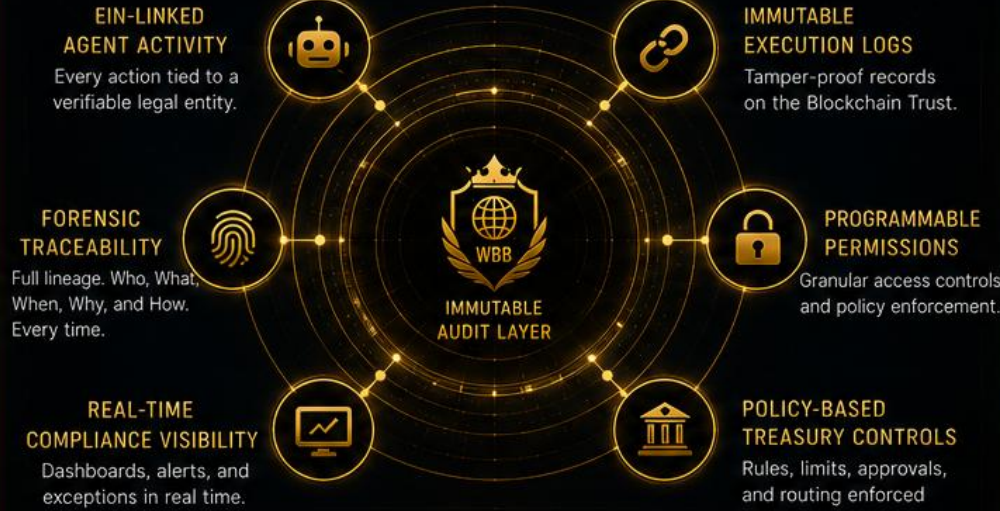 EIN-LINKED
AGENT ACTIVITY
Every action tied to a
verifiable legal entity.
IMMUTABLE
EXECUTION LOGS
Tamper-proof records
on the Blockchain Trust.
FORENSIC
TRACEABILITY
Full lineage. Who, What,
When, Why, and How.
Every time.
WBB
IMMUTABLE
AUDIT LAYER
PROGRAMMABLE
PERMISSIONS
Granular access controls
and policy enforcement.
REAL-TIME
COMPLIANCE VISIBILITY
Dashboards, alerts, and
exceptions in real time.
POLICY-BASED
TREASURY CONTROLS
Rules, limits, approvals,
and routing enforced